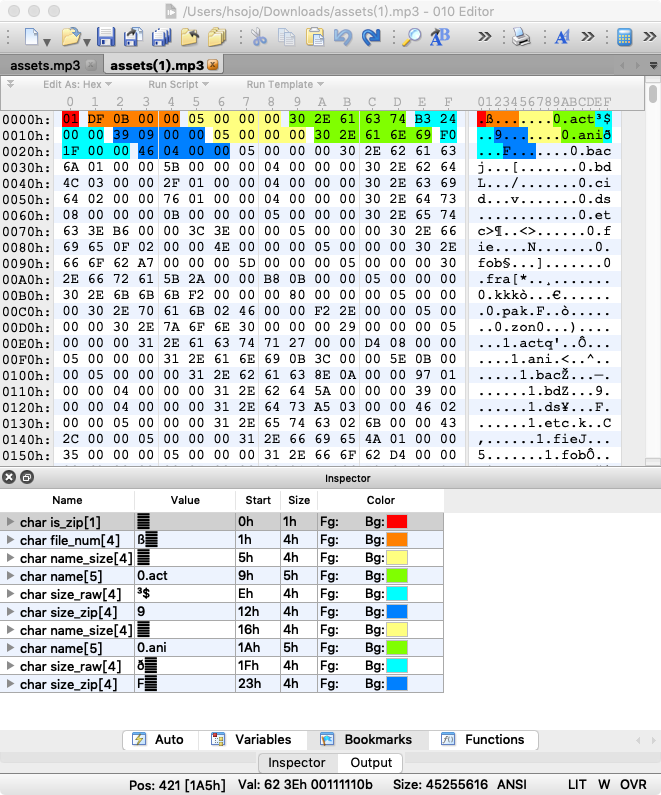 /Users/hsojo/Downloads/assets(1).mp3 - 010 Editor
assets.mp3 assets(1).mp3
Edit As: Hex Run Script Run Template
0 1 2 3 4 5 6 7 8 9 A B C D E F 0123456789ABCDEF
0000h: 01 DF 0B 00 00 05 00 00 00 30 2E 61 63 74 B3 24 .ß.......0.act³$
0010h: 00 00 39 09 00 00 05 00 00 00 30 2E 61 6E 69 F0 ..9.......0.anið
0020h: 1F 00 00 46 04 00 00 05 00 00 00 30 2E 62 61 63 ...F.......0.bac
0030h: 6A 01 00 00 5B 00 00 00 04 00 00 00 30 2E 62 64 j...[.......0.bd
0040h: 4C 03 00 00 2F 01 00 00 04 00 00 00 30 2E 63 69 L.../.......0.ci
0050h: 64 02 00 00 76 01 00 00 04 00 00 00 30 2E 64 73 d...v.......0.ds
0060h: 08 00 00 00 0B 00 00 00 05 00 00 00 30 2E 65 74 ............0.et
0070h: 63 3E B6 00 00 3C 3E 00 00 05 00 00 00 30 2E 66 c>¶..<>......0.f
0080h: 69 65 0F 02 00 00 4E 00 00 00 05 00 00 00 30 2E ie....N.......0.
0090h: 66 6F 62 A7 00 00 00 5D 00 00 00 05 00 00 00 30 fob§...].......0
00A0h: 2E 66 72 61 5B 2A 00 00 B8 0B 00 00 05 00 00 00 .fra[*..¸.......
00B0h: 30 2E 6B 6B 6B F2 00 00 00 80 00 00 00 05 00 00 0.kkkò...€......
00C0h: 00 30 2E 70 61 6B 02 46 00 00 F2 2E 00 00 05 00 .0.pak.F..ò.....
00D0h: 00 00 30 2E 7A 6F 6E 30 00 00 00 29 00 00 00 05 ..0.zon0...)....
00E0h: 00 00 00 31 2E 61 63 74 71 27 00 00 D4 08 00 00 ...1.actq'..Ô...
00F0h: 05 00 00 00 31 2E 61 6E 69 0B 3C 00 00 5E 0B 00 ....1.ani.<..^..
0100h: 00 05 00 00 00 31 2E 62 61 63 8E 0A 00 00 97 01 .....1.bacŽ...—.
0110h: 00 00 04 00 00 00 31 2E 62 64 5A 00 00 00 39 00 ......1.bdZ...9.
0120h: 00 00 04 00 00 00 31 2E 64 73 A5 03 00 00 46 02 ......1.ds¥...F.
0130h: 00 00 05 00 00 00 31 2E 65 74 63 02 6B 00 00 43 ......1.etc.k..C
0140h: 2C 00 00 05 00 00 00 31 2E 66 69 65 4A 01 00 00 ,......1.fieJ...
0150h: 35 00 00 00 05 00 00 00 31 2E 66 6F 62 D4 00 00 5.......1.fobÔ..
Inspector
Name Value Start Size Color
char is_zip[1] 0h 1h Fg: Bg:
char file_num[4] ß 1h 4h Fg: Bg:
char name_size[4] 5h 4h Fg: Bg:
char name[5] 0.act 9h 5h Fg: Bg:
char size_raw[4] ³$ Eh 4h Fg: Bg:
char size_zip[4] 9 12h 4h Fg: Bg:
char name_size[4] 16h 4h Fg: Bg:
char name[5] 0.ani 1Ah 5h Fg: Bg:
char size_raw[4] ð 1Fh 4h Fg: Bg:
char size_zip[4] F 23h 4h Fg: Bg:
Auto Variables Bookmarks Functions
Inspector Output
Pos: 421 [1A5h] Val: 62 3Eh 00111110b Size: 45255616 ANSI LIT W OVR